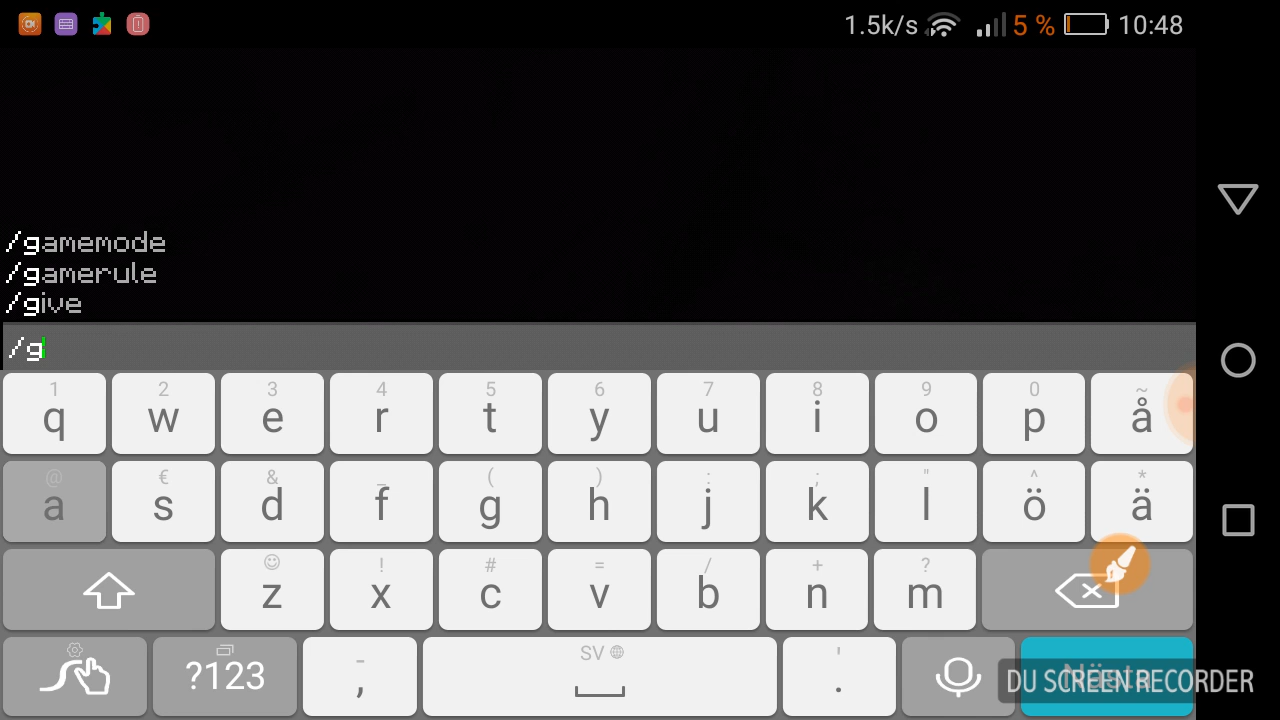 1.5k/s 5 % 10:48
/gamemode
/gamerule
/give
/g
1 2 3 4 5 6 7 8 9 0 ~
q w e r t y u i o p å
@ € & _ ( ) : ; " ^ *
a s d f g h j k l ö ä
! # = / + ?
z x c v b n m
- SV '
?123 , . Nästa
DU SCREEN RECORDER